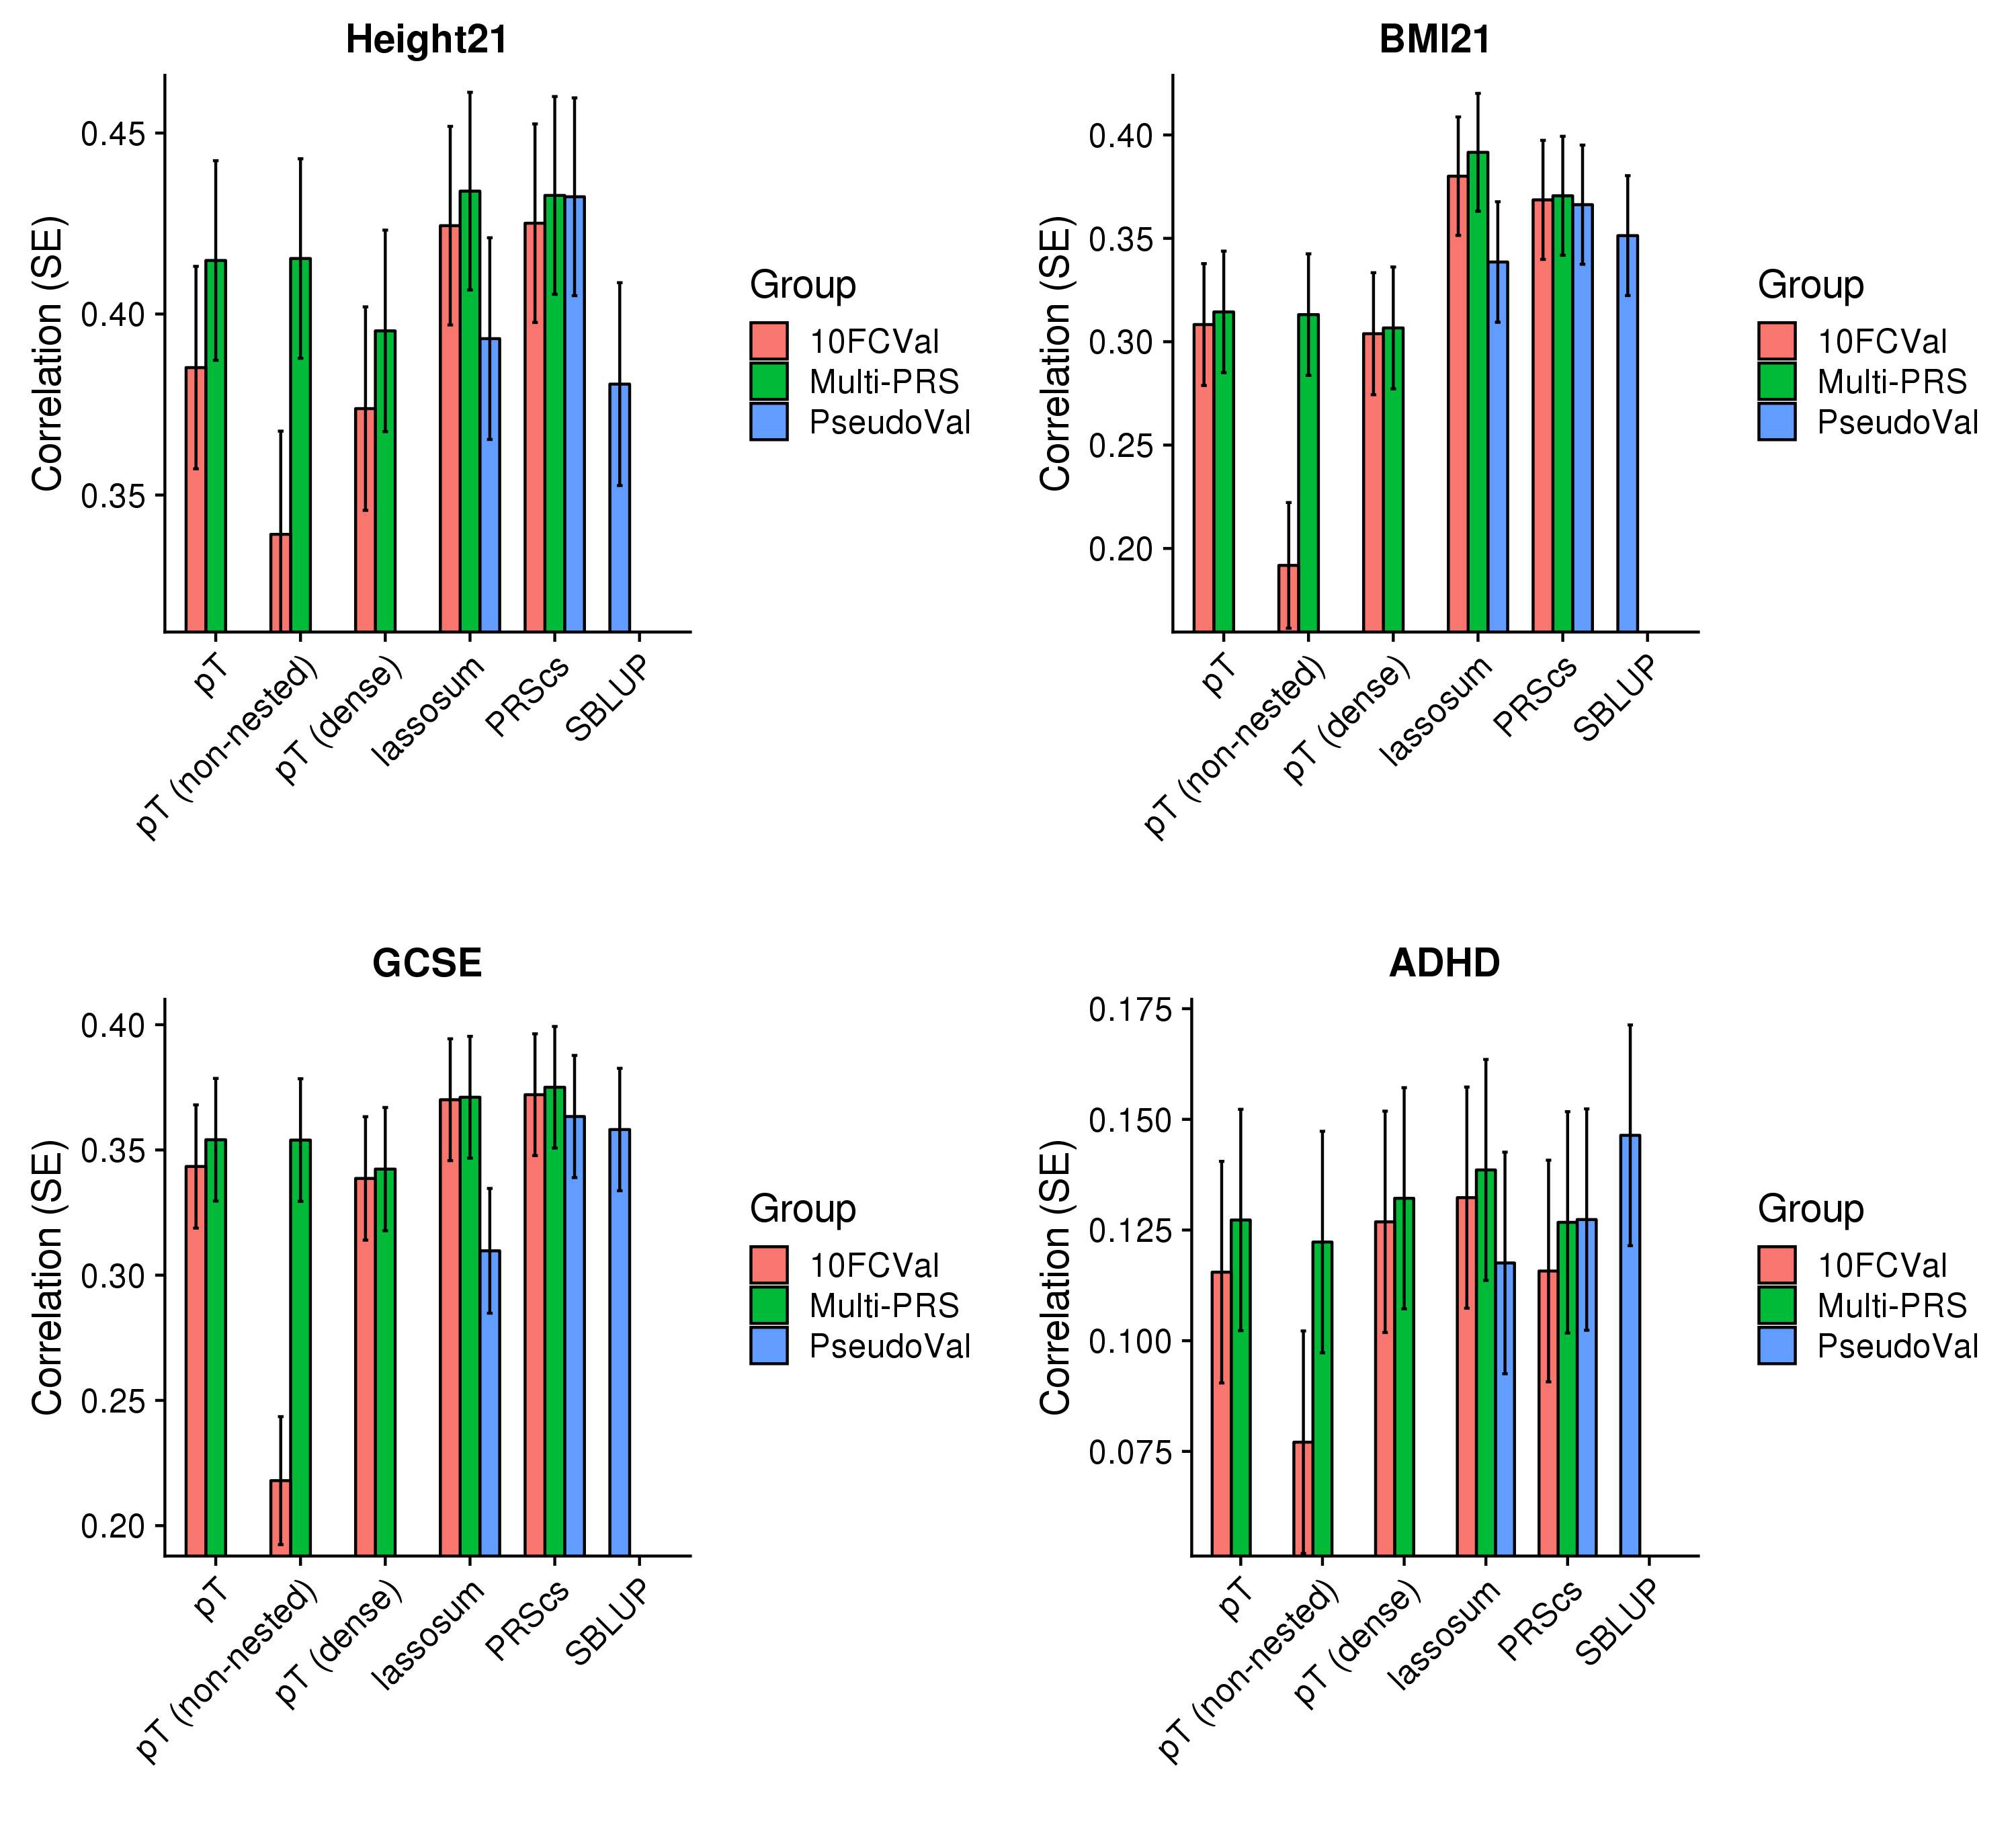 Height21
Correlation (SE)
0.45
0.40
0.35
pT
pT (non-nested)
pT (dense)
lassosum
PRScs
SBLUP
Group
10FCVal
Multi-PRS
PseudoVal
BMI21
Correlation (SE)
0.40
0.35
0.30
0.25
0.20
pT
pT (non-nested)
pT (dense)
lassosum
PRScs
SBLUP
Group
10FCVal
Multi-PRS
PseudoVal
GCSE
Correlation (SE)
0.40
0.35
0.30
0.25
0.20
pT
pT (non-nested)
pT (dense)
lassosum
PRScs
SBLUP
Group
10FCVal
Multi-PRS
PseudoVal
ADHD
Correlation (SE)
0.175
0.150
0.125
0.100
0.075
pT
pT (non-nested)
pT (dense)
lassosum
PRScs
SBLUP
Group
10FCVal
Multi-PRS
PseudoVal